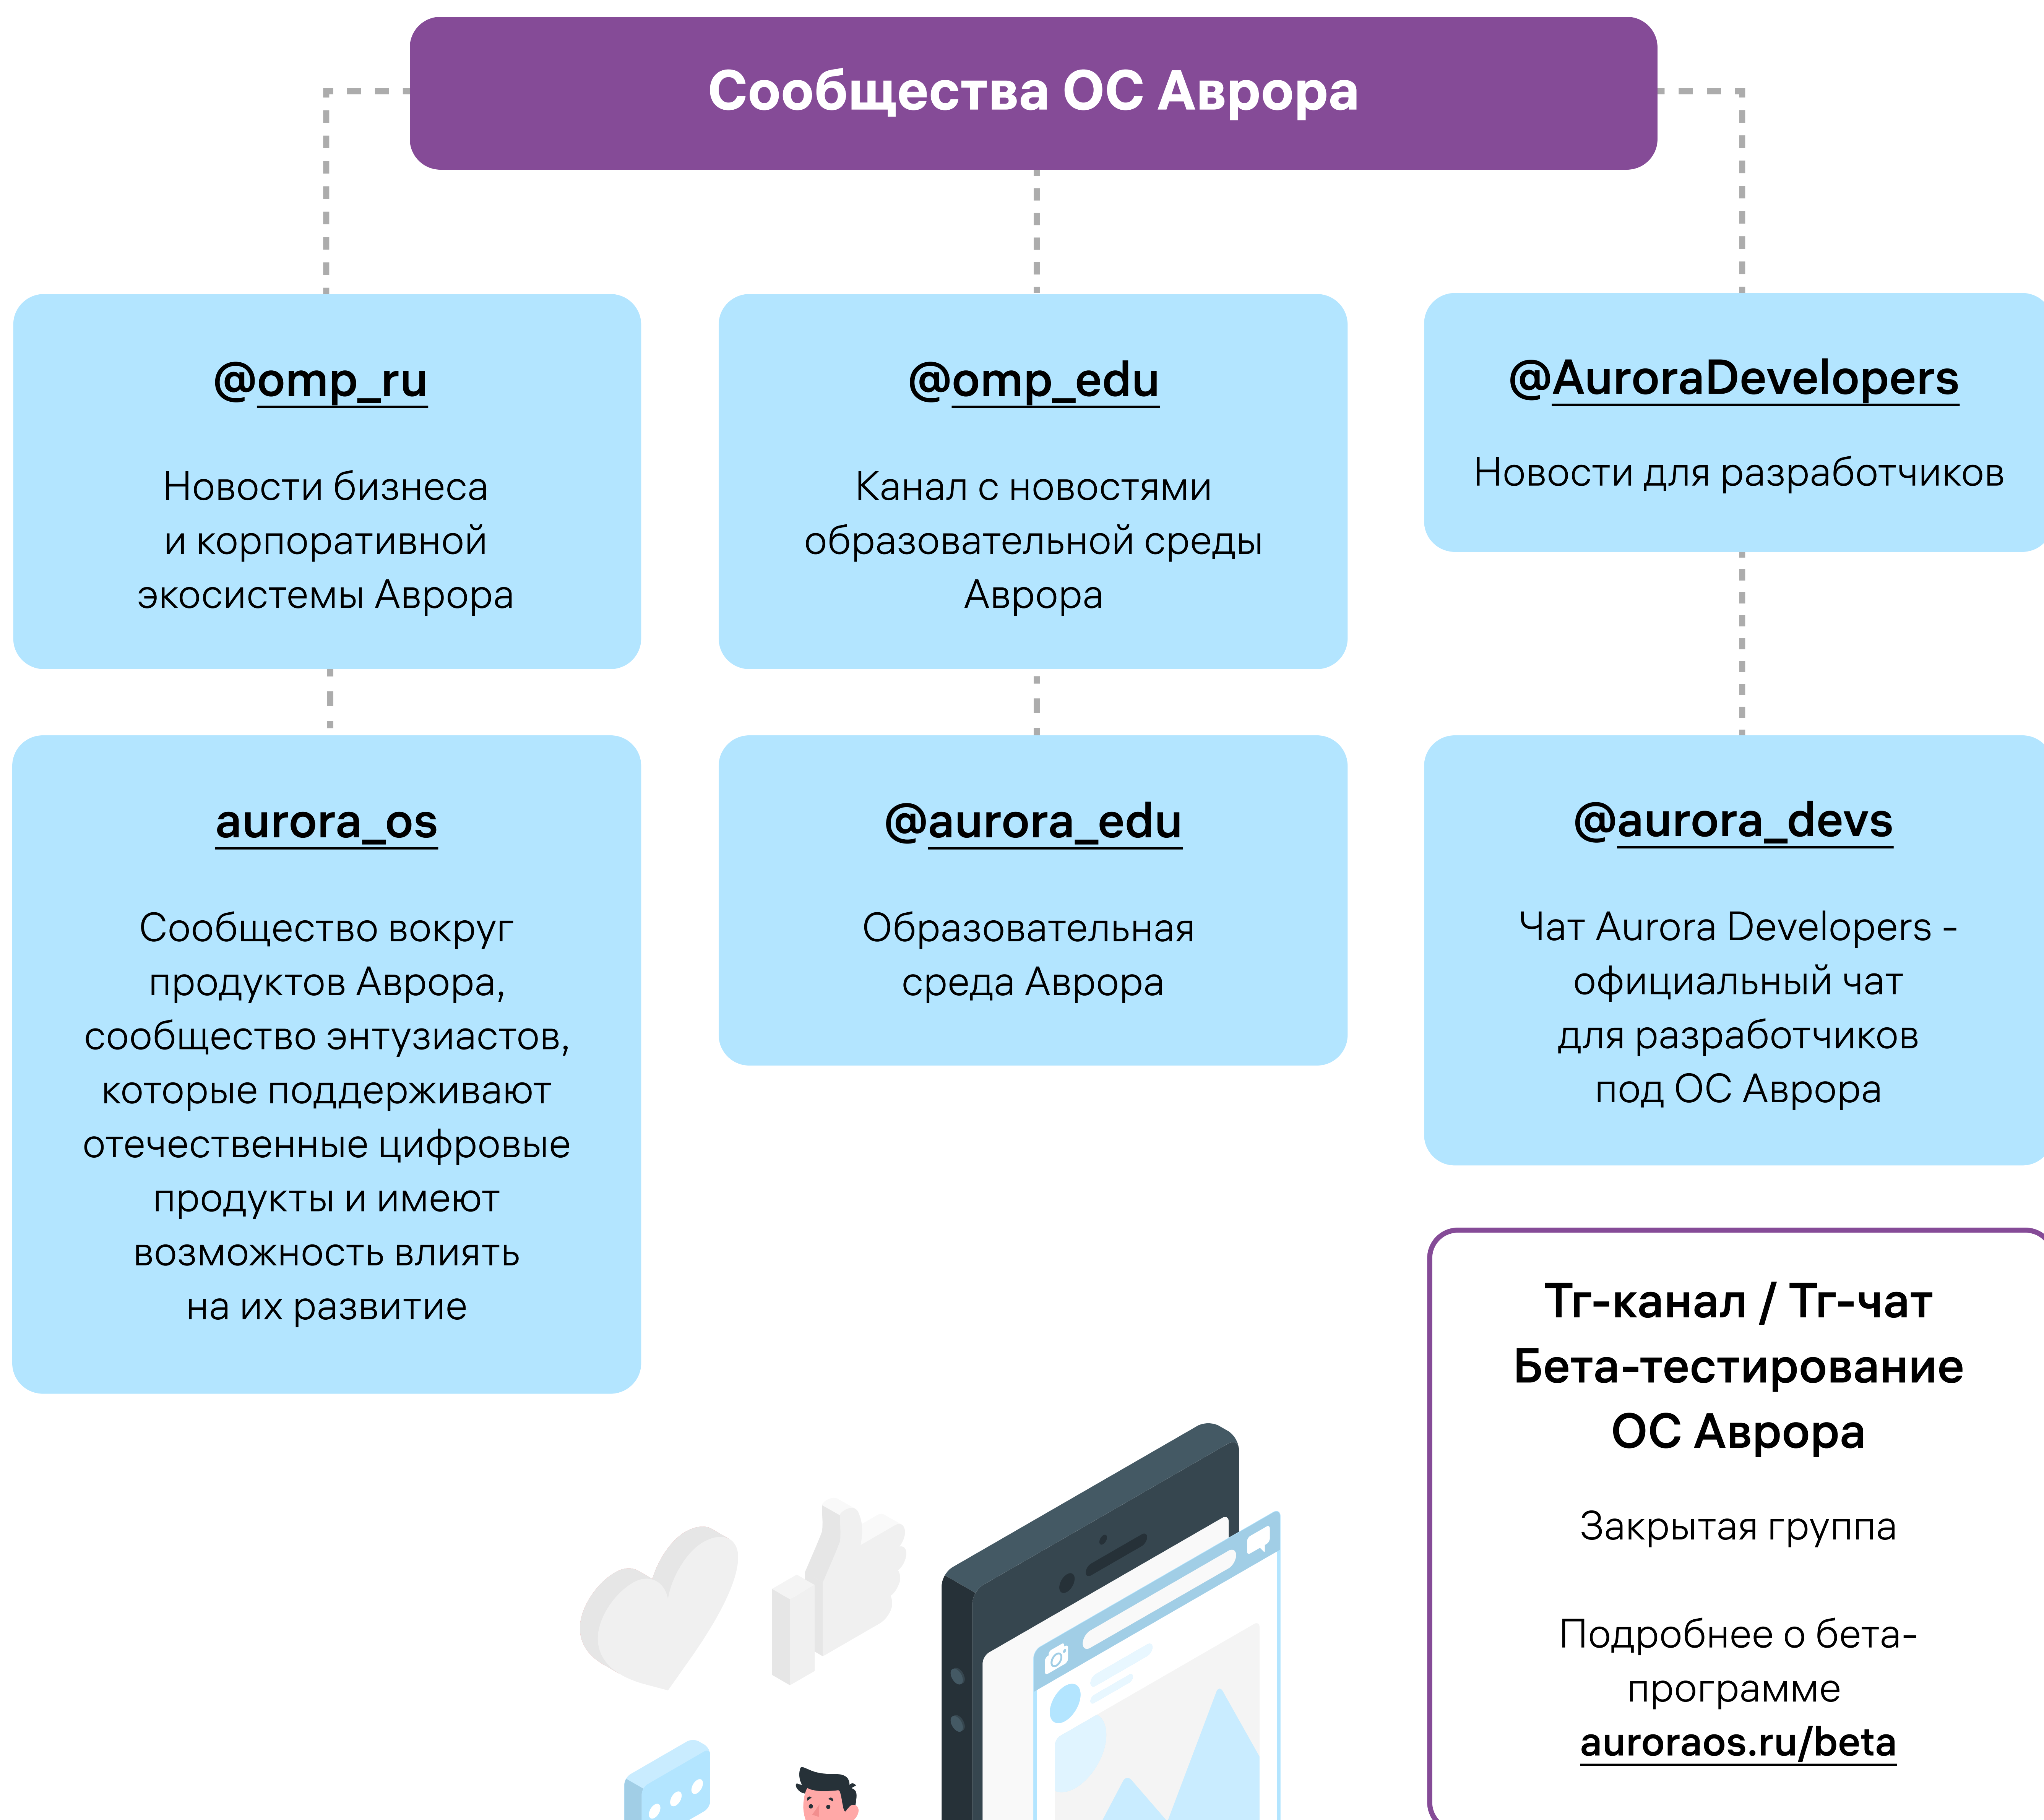 Сообщества ОС Аврора
@omp_ru
Новости бизнеса
и корпоративной
экосистемы Аврора
@omp_edu
Канал с новостями
образовательной среды
Аврора
@AuroraDevelopers
Новости для разработчиков
aurora_os
Сообщество вокруг
продуктов Аврора,
сообщество энтузиастов,
которые поддерживают
отечественные цифровые
продукты и имеют
возможность влиять
на их развитие
@aurora_edu
Образовательная
среда Аврора
@aurora_devs
Чат Aurora Developers -
официальный чат
для разработчиков
под ОС Аврора
Тг-канал / Тг-чат
Бета-тестирование
ОС Аврора
Закрытая группа
Подробнее о бета-
программе
auroraos.ru/beta